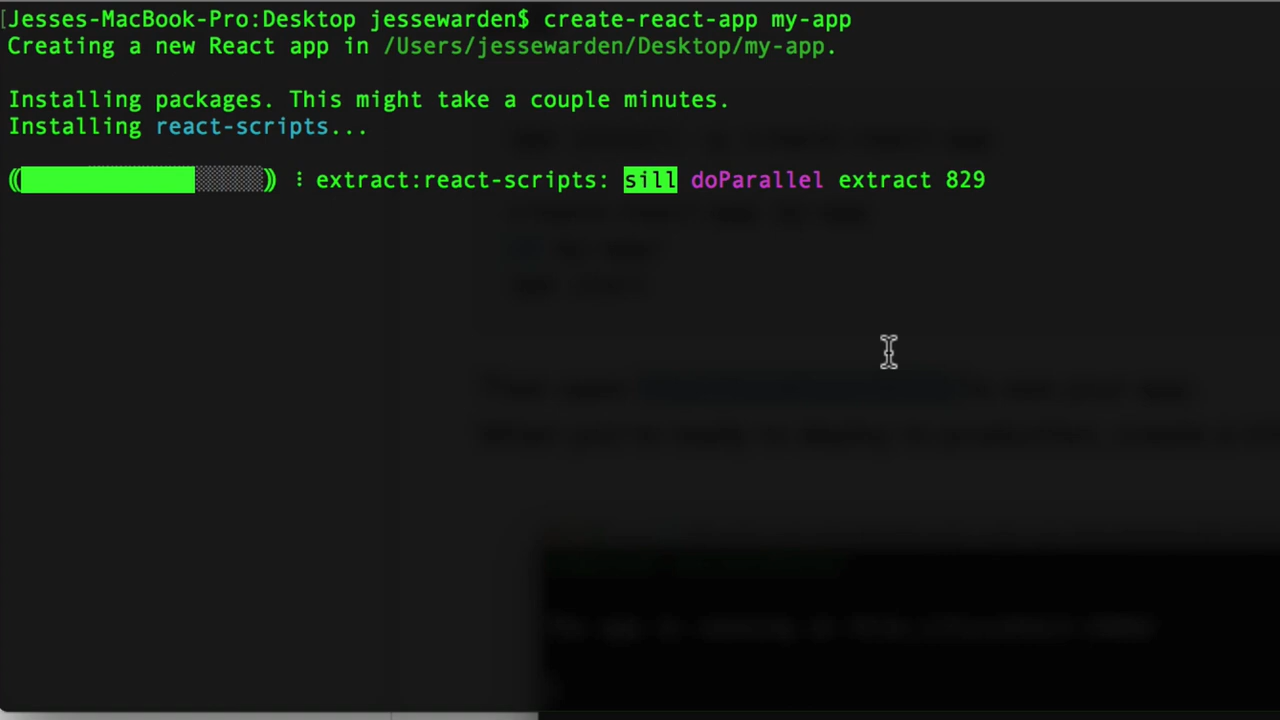 [Jesses-MacBook-Pro:Desktop jessewarden$ create-react-app my-app
Creating a new React app in /Users/jessewarden/Desktop/my-app.
Installing packages. This might take a couple minutes.
Installing react-scripts...
⸨ ⸩ ⠸ extract:react-scripts: sill doParallel extract 829